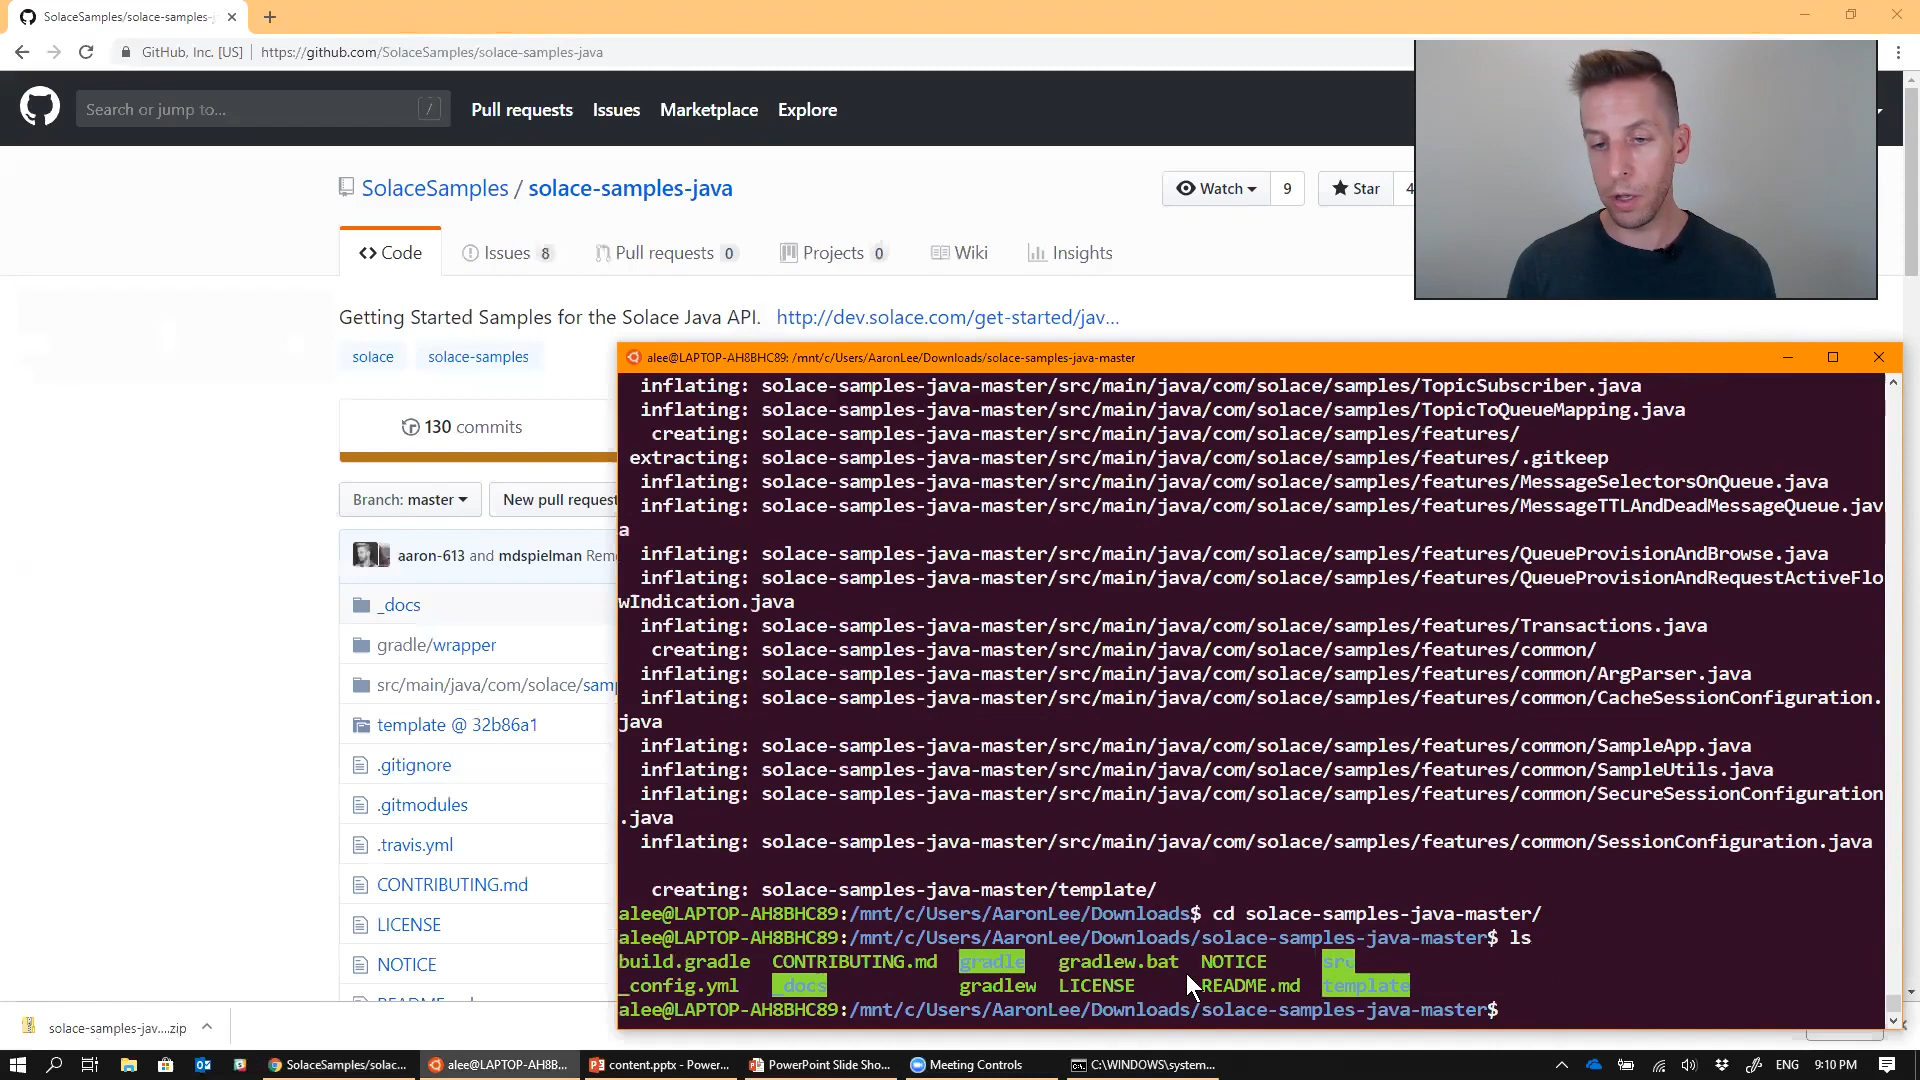 SolaceSamples/solace-samples-j
GitHub, Inc. [US] https://github.com/SolaceSamples/solace-samples-java
Search or jump to... /
Pull requests Issues Marketplace Explore
SolaceSamples / solace-samples-java
Watch 9 Star 4
Code Issues 8 Pull requests 0 Projects 0 Wiki Insights
Getting Started Samples for the Solace Java API. http://dev.solace.com/get-started/jav...
solace solace-samples
130 commits
Branch: master New pull request
aaron-613 and mdspielman Rem
_docs
gradle/wrapper
src/main/java/com/solace/samp
template @ 32b86a1
.gitignore
.gitmodules
.travis.yml
CONTRIBUTING.md
LICENSE
NOTICE
README.md
alee@LAPTOP-AH8BHC89: /mnt/c/Users/AaronLee/Downloads/solace-samples-java-master
inflating: solace-samples-java-master/src/main/java/com/solace/samples/TopicSubscriber.java
inflating: solace-samples-java-master/src/main/java/com/solace/samples/TopicToQueueMapping.java
creating: solace-samples-java-master/src/main/java/com/solace/samples/features/
extracting: solace-samples-java-master/src/main/java/com/solace/samples/features/.gitkeep
inflating: solace-samples-java-master/src/main/java/com/solace/samples/features/MessageSelectorsOnQueue.java
inflating: solace-samples-java-master/src/main/java/com/solace/samples/features/MessageTTLAndDeadMessageQueue.jav
a
inflating: solace-samples-java-master/src/main/java/com/solace/samples/features/QueueProvisionAndBrowse.java
inflating: solace-samples-java-master/src/main/java/com/solace/samples/features/QueueProvisionAndRequestActiveFlo
wIndication.java
inflating: solace-samples-java-master/src/main/java/com/solace/samples/features/Transactions.java
creating: solace-samples-java-master/src/main/java/com/solace/samples/features/common/
inflating: solace-samples-java-master/src/main/java/com/solace/samples/features/common/ArgParser.java
inflating: solace-samples-java-master/src/main/java/com/solace/samples/features/common/CacheSessionConfiguration.
java
inflating: solace-samples-java-master/src/main/java/com/solace/samples/features/common/SampleApp.java
inflating: solace-samples-java-master/src/main/java/com/solace/samples/features/common/SampleUtils.java
inflating: solace-samples-java-master/src/main/java/com/solace/samples/features/common/SecureSessionConfiguration
.java
inflating: solace-samples-java-master/src/main/java/com/solace/samples/features/common/SessionConfiguration.java
creating: solace-samples-java-master/template/
alee@LAPTOP-AH8BHC89:/mnt/c/Users/AaronLee/Downloads$ cd solace-samples-java-master/
alee@LAPTOP-AH8BHC89:/mnt/c/Users/AaronLee/Downloads/solace-samples-java-master$ ls
build.gradle CONTRIBUTING.md gradle gradlew.bat NOTICE src
_config.yml _docs gradlew LICENSE README.md template
alee@LAPTOP-AH8BHC89:/mnt/c/Users/AaronLee/Downloads/solace-samples-java-master$
solace-samples-jav....zip
SolaceSamples/solac... alee@LAPTOP-AH8B... content.pptx - Power... PowerPoint Slide Sho... Meeting Controls C:\WINDOWS\system... ENG 9:10 PM